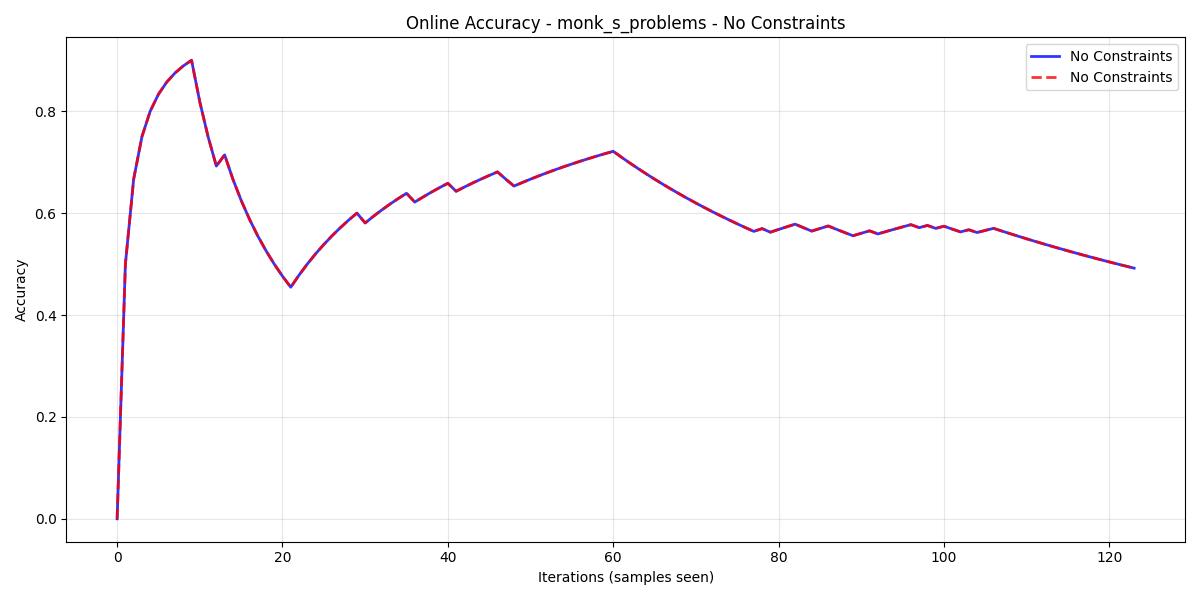 Online Accuracy - monk_s_problems - No Constraints
No Constraints
No Constraints
Accuracy
0.8
0.6
0.4
0.2
0.0
0 20 40 60 80 100 120
Iterations (samples seen)